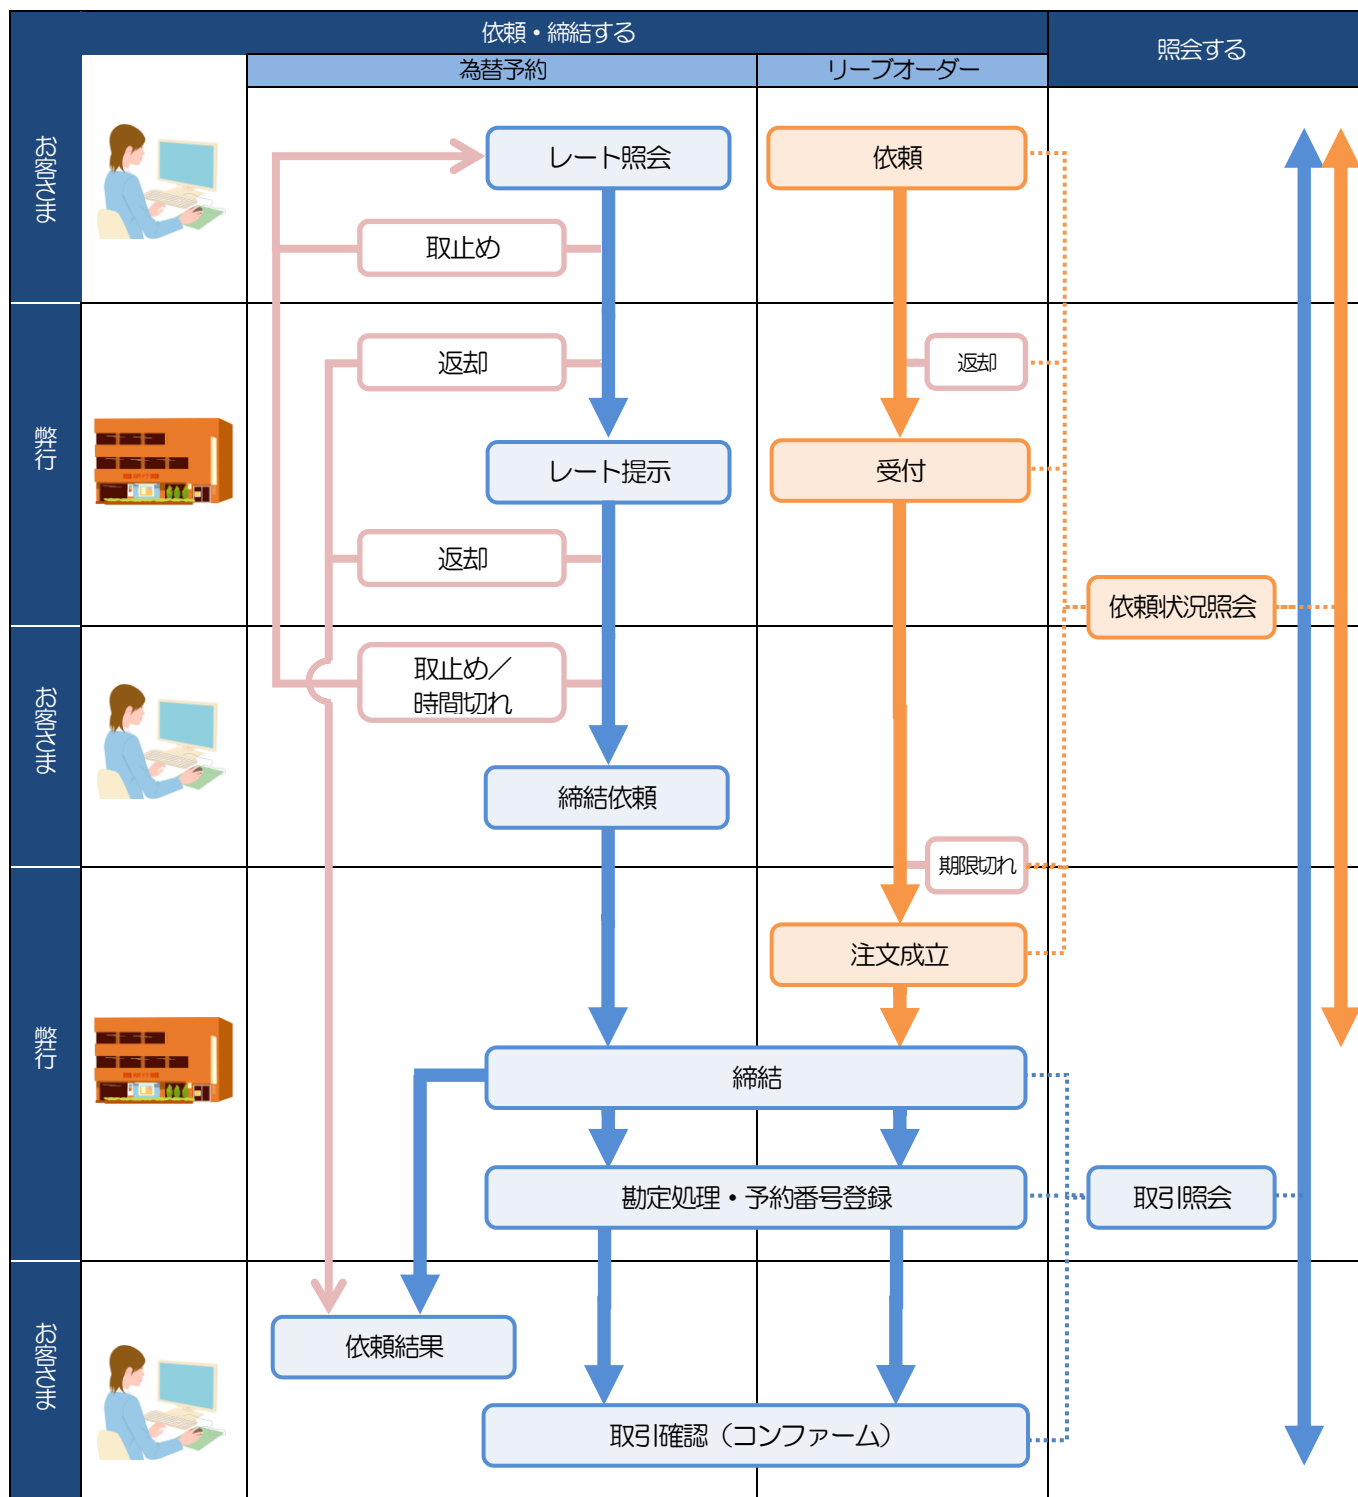 依頼・締結する
照会する
為替予約
リーブオーダー
お客さま
レート照会
依頼
取止め
弊行
返却
返却
レート提示
受付
返却
依頼状況照会
お客さま
取止め／
時間切れ
締結依頼
期限切れ
弊行
注文成立
締結
勘定処理・予約番号登録
取引照会
お客さま
依頼結果
取引確認（コンファーム）